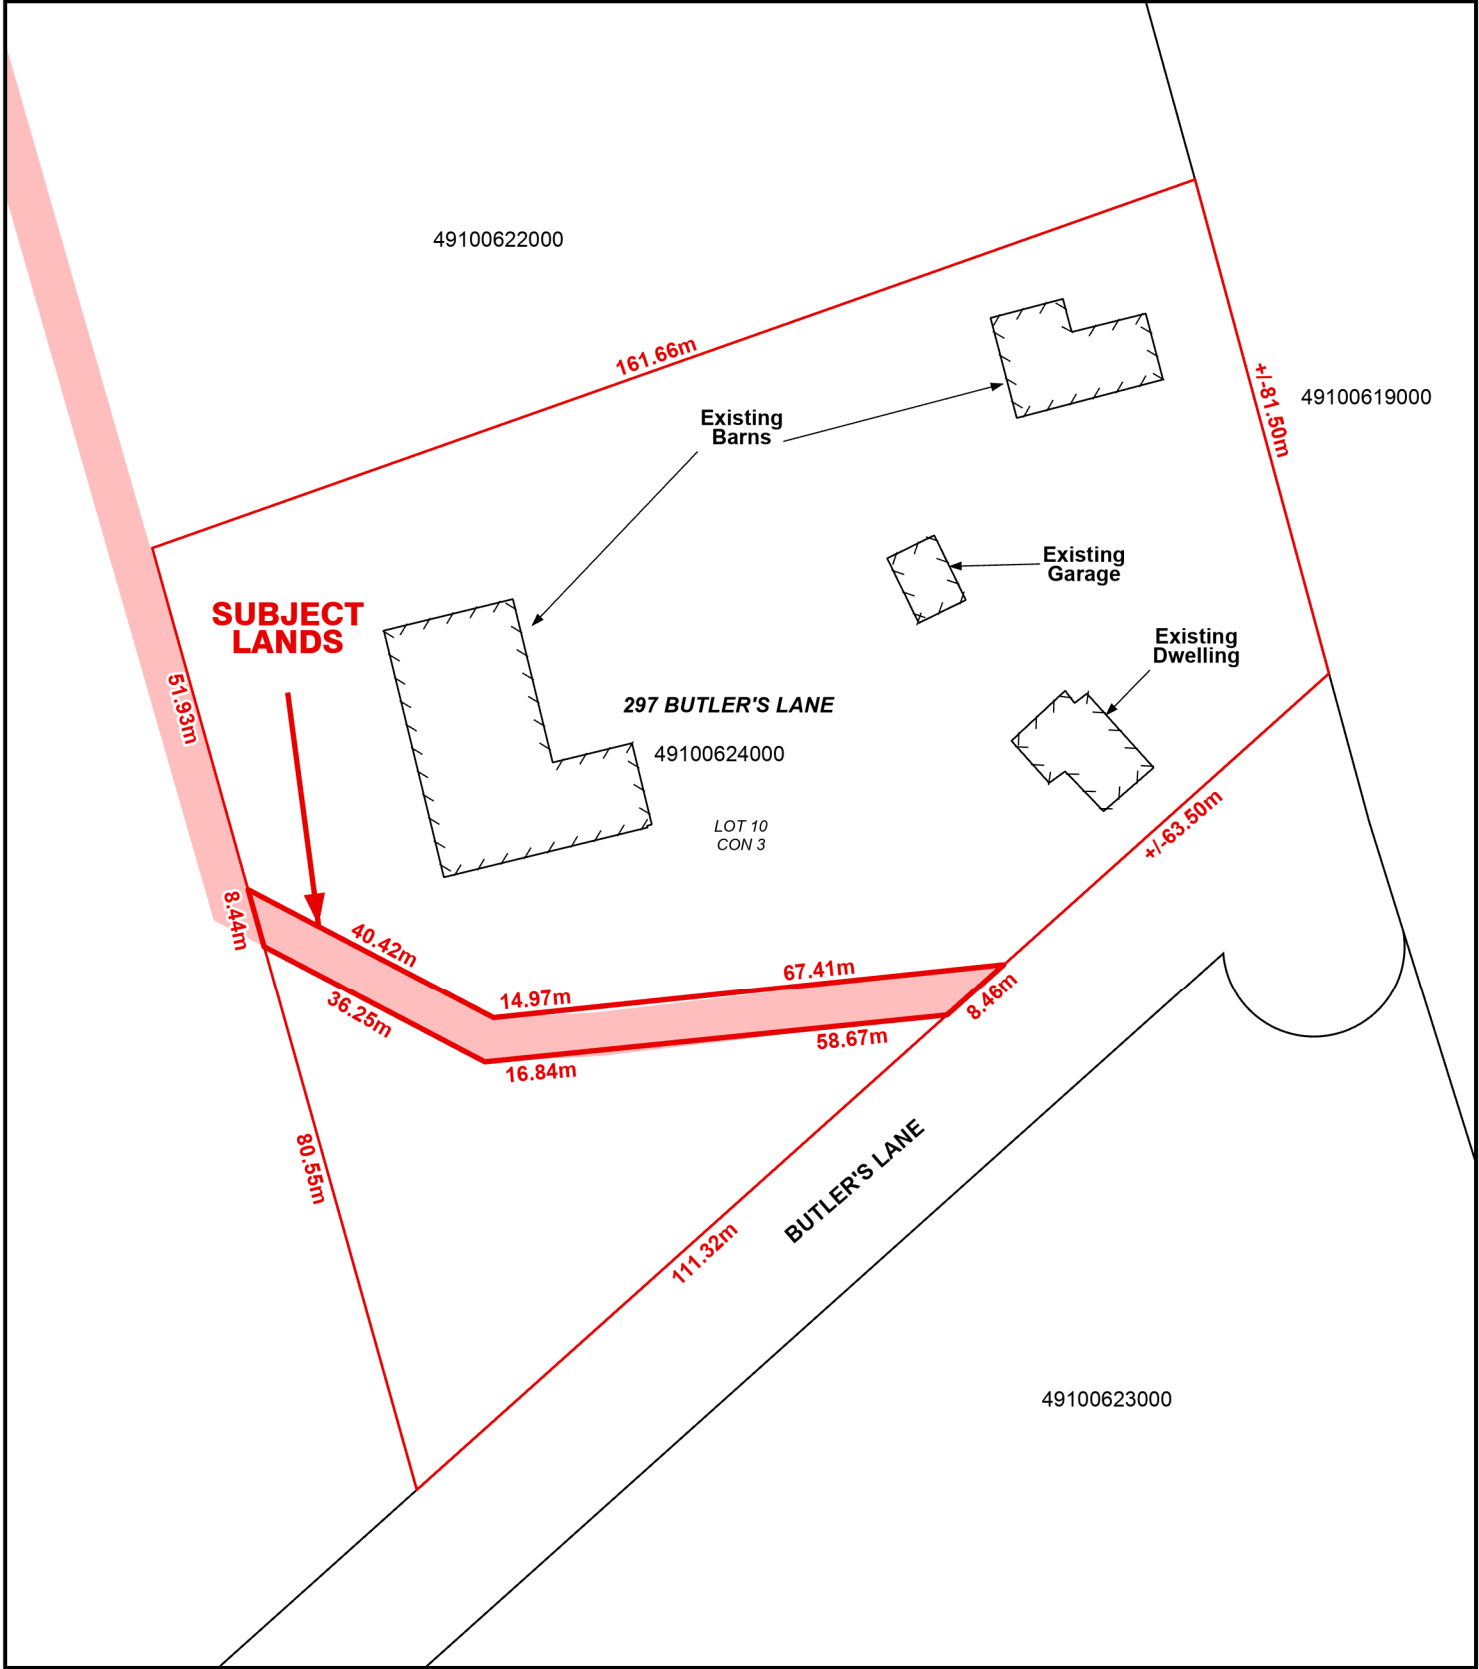 49100622000
161.66m
+/-81.50m
49100619000
Existing
Barns
Existing
Garage
SUBJECT
LANDS
Existing
Dwelling
51.93m
297 BUTLER'S LANE
49100624000
LOT 10
CON 3
+/-63.50m
8.44m
40.42m
67.41m
14.97m
8.46m
36.25m
58.67m
16.84m
80.55m
BUTLER'S LANE
111.32m
49100623000